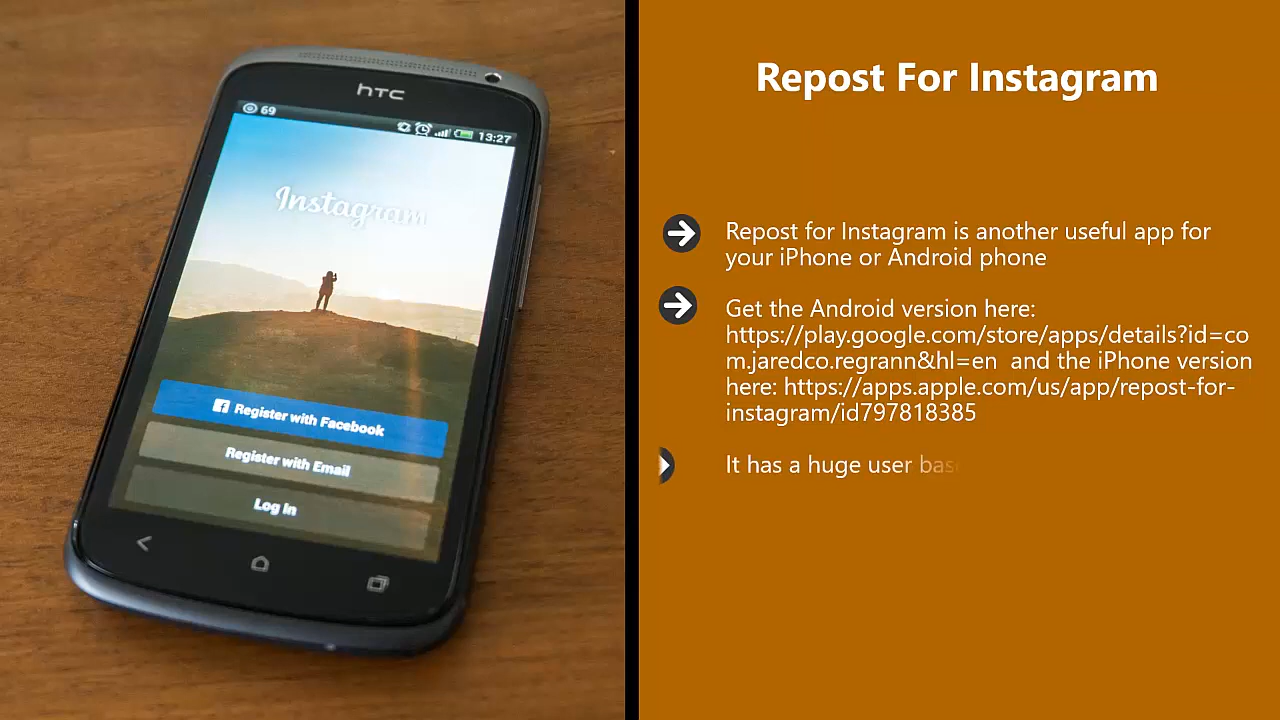 hTC
69
13:27
Instagram
Register with Facebook
Register with Email
Log In
Repost For Instagram
Repost for Instagram is another useful app for
your iPhone or Android phone
Get the Android version here:
https://play.google.com/store/apps/details?id=co
m.jaredco.regrann&hl=en and the iPhone version
here: https://apps.apple.com/us/app/repost-for-
instagram/id797818385
It has a huge user bas